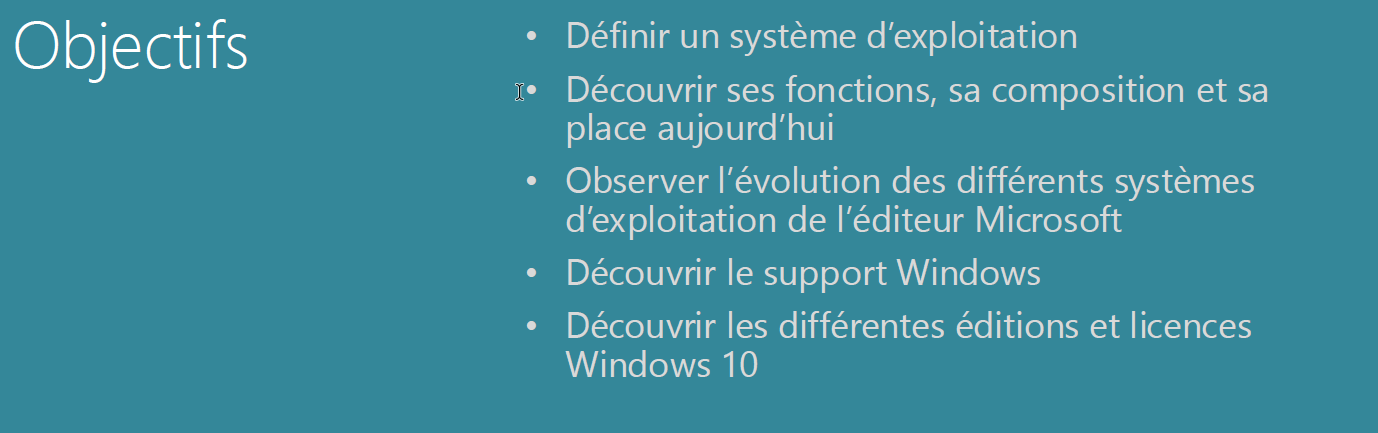 Objectifs
• Définir un système d’exploitation
• Découvrir ses fonctions, sa composition et sa
place aujourd’hui
• Observer l’évolution des différents systèmes
d’exploitation de l’éditeur Microsoft
• Découvrir le support Windows
• Découvrir les différentes éditions et licences
Windows 10